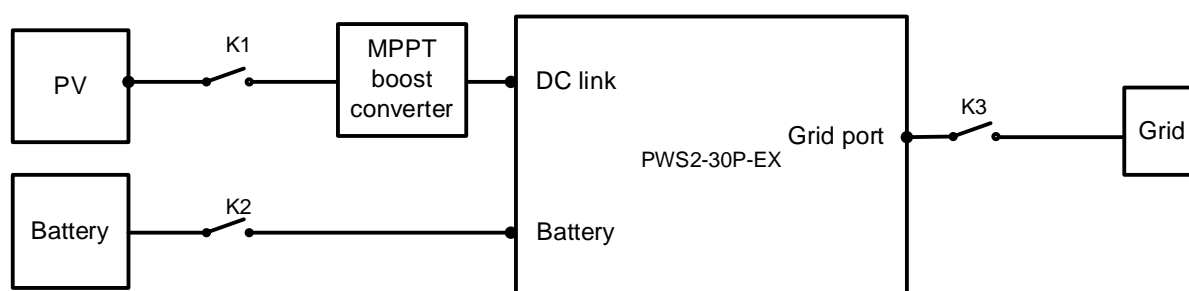 K1
MPPT
boost
converter
PV
DC link
K3
Grid port
Grid
PWS2-30P-EX
K2
Battery
Battery